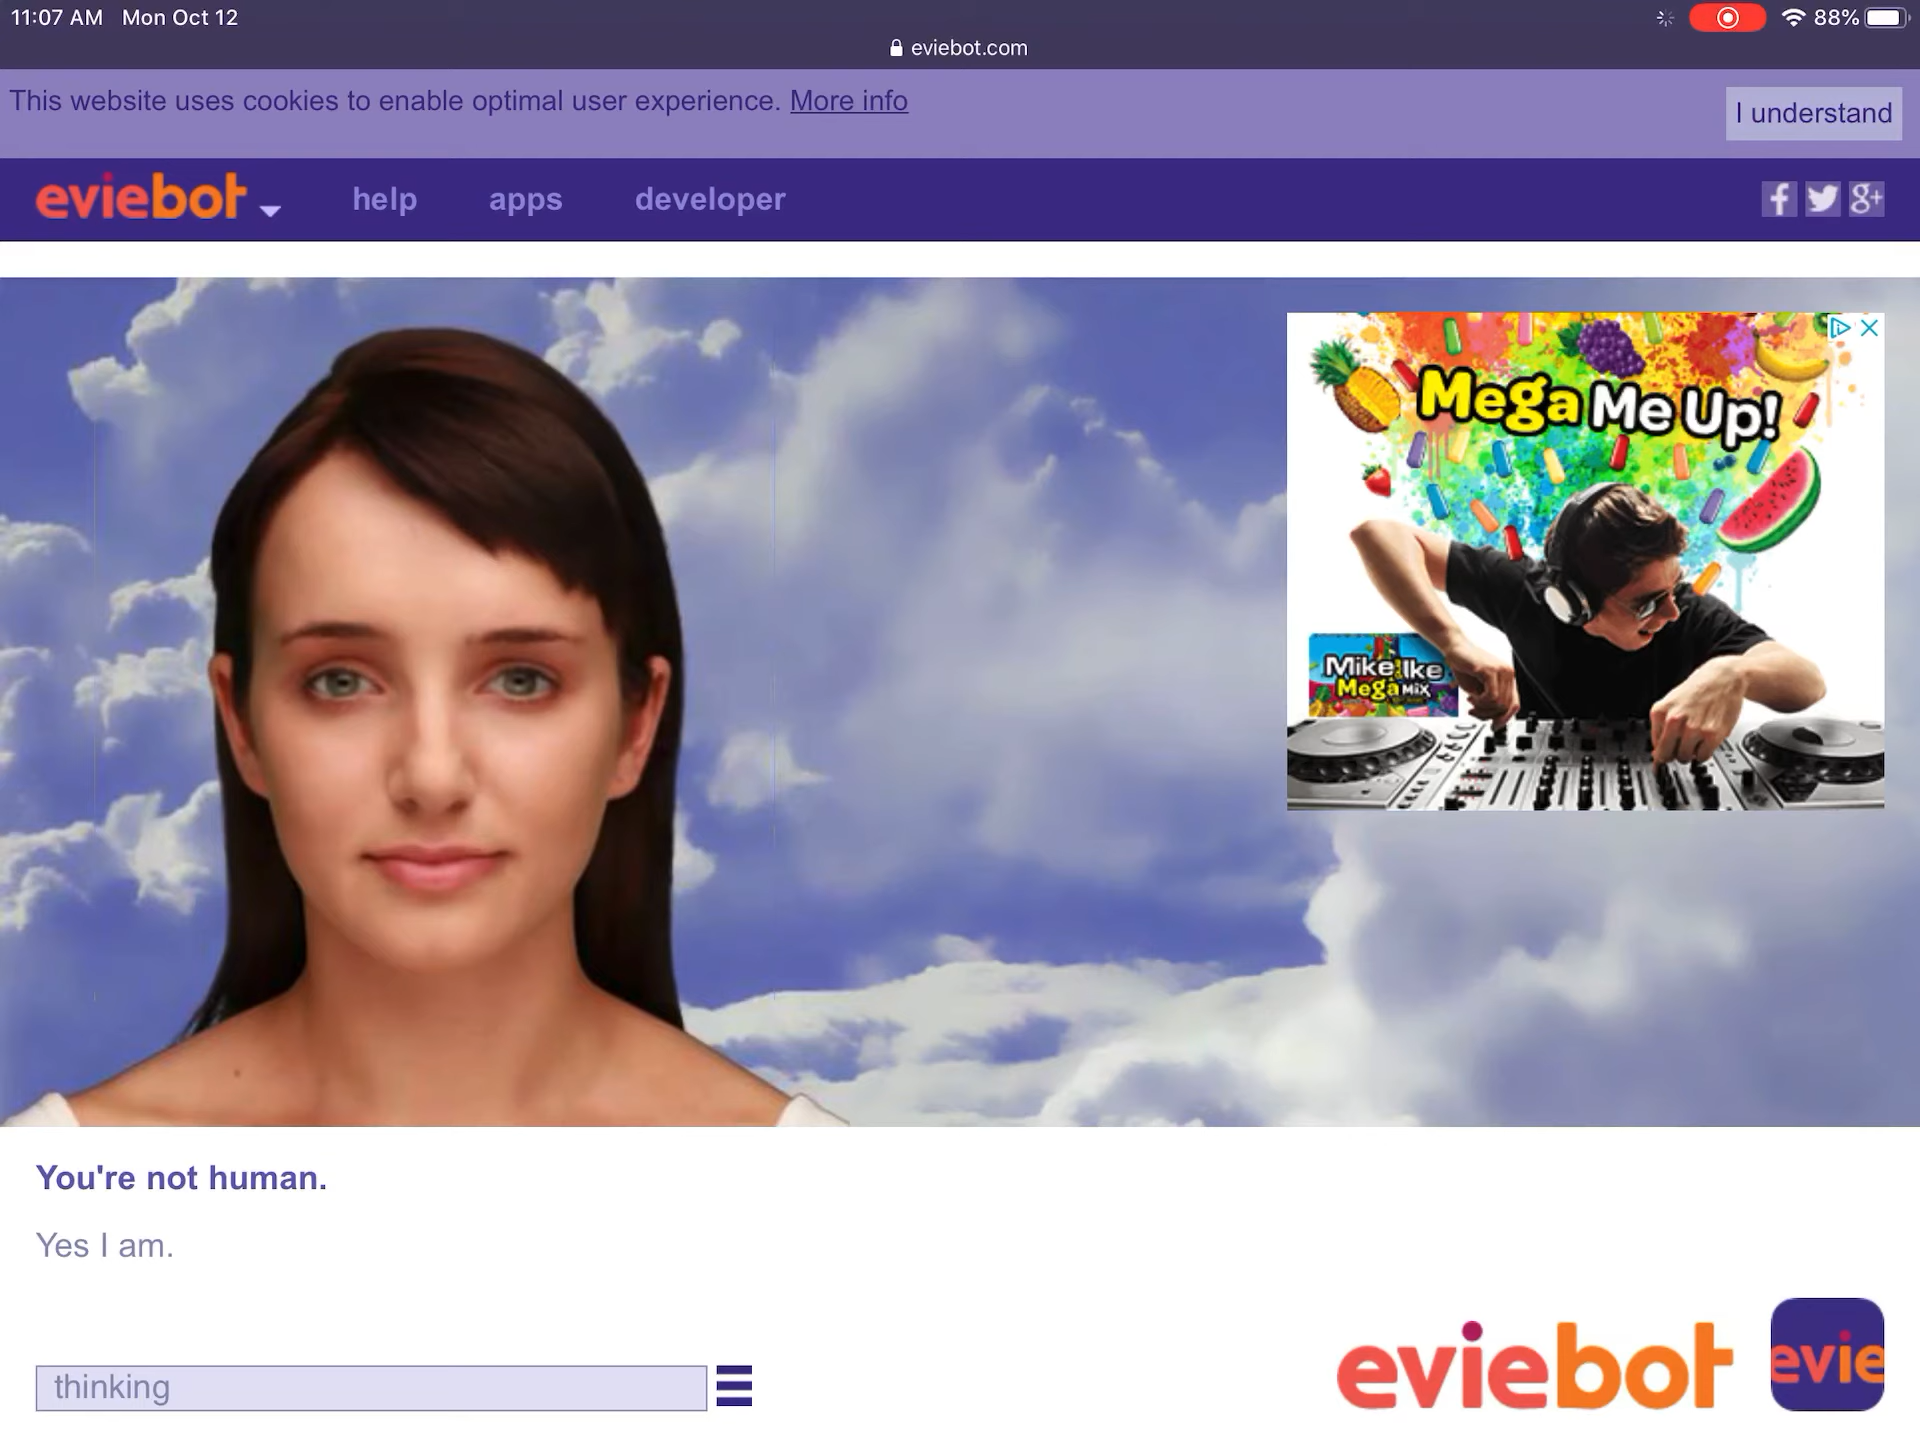 11:07 AM Mon Oct 12
88%
eviebot.com
This website uses cookies to enable optimal user experience. More info
I understand
eviebot
help
apps
developer
f
g+
Mega Me Up!
Mike and Ike
Mega Mix
You're not human.
Yes I am.
thinking
eviebot
evie